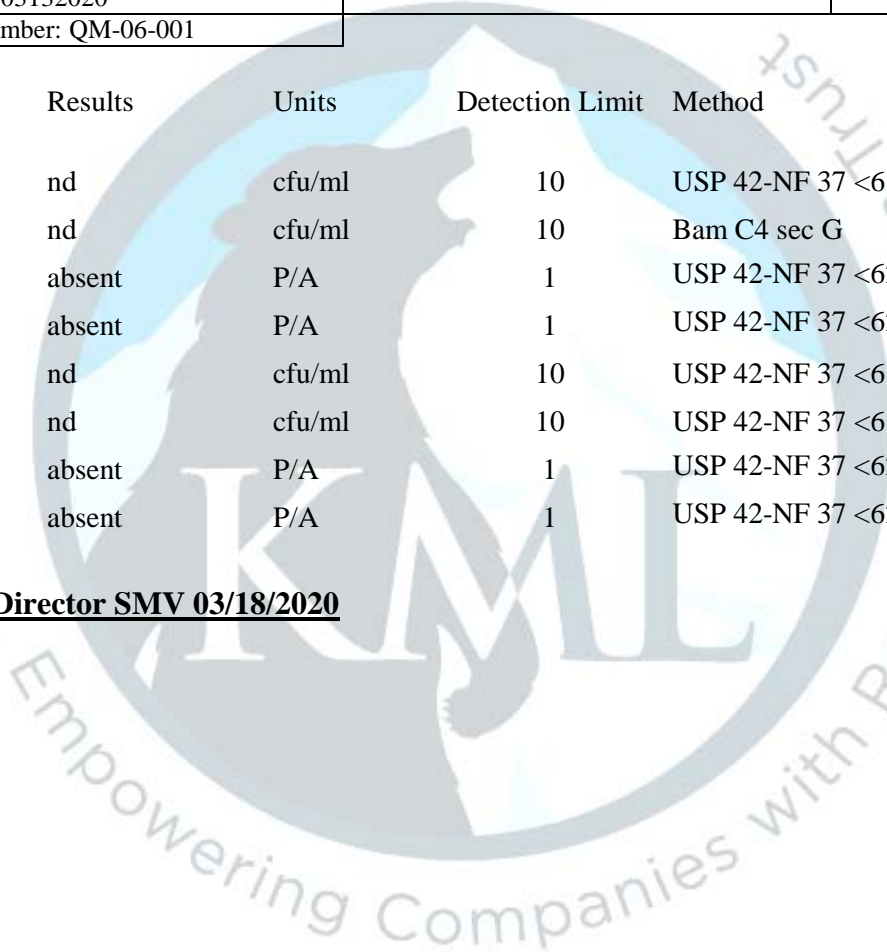 03132020
mber: QM-06-001
Results Units Detection Limit Method
nd cfu/ml 10 USP 42-NF 37 <6
nd cfu/ml 10 Bam C4 sec G
absent P/A 1 USP 42-NF 37 <6
absent P/A 1 USP 42-NF 37 <6
nd cfu/ml 10 USP 42-NF 37 <6
nd cfu/ml 10 USP 42-NF 37 <6
absent P/A 1 USP 42-NF 37 <6
absent P/A 1 USP 42-NF 37 <6
Director SMV 03/18/2020
KML
Empowering Companies with
Trust